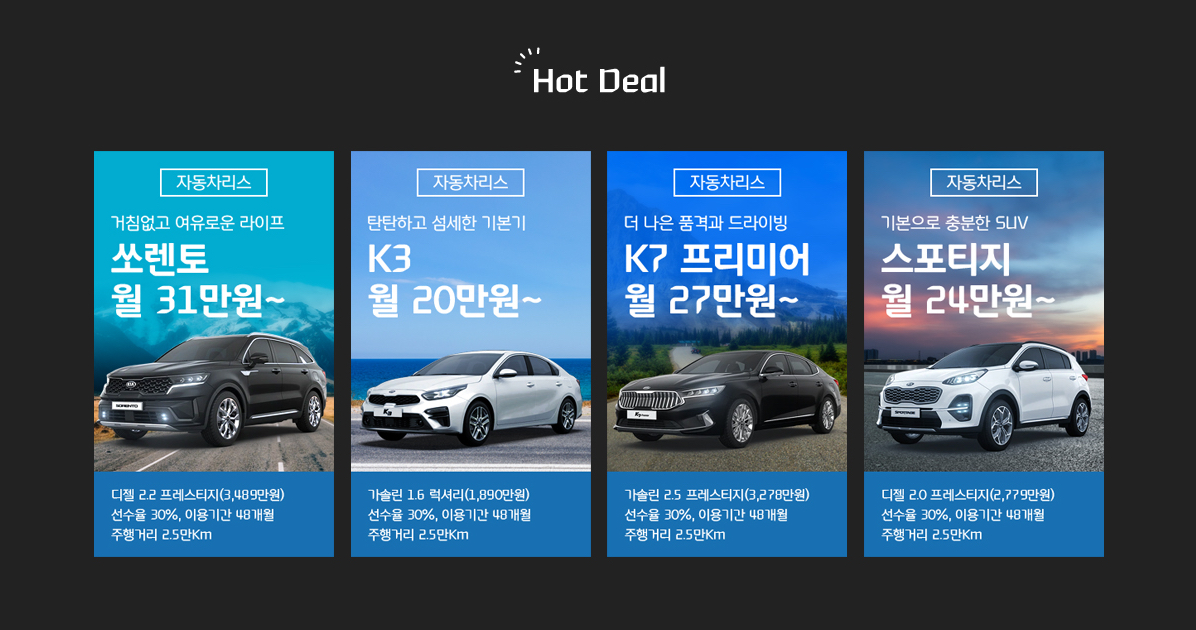 Hot Deal
자동차리스
거침없고 여유로운 라이프
쏘렌토
월 31만원~
KIA
SORENTO
디젤 2.2 프레스티지(3,489만원)
선수율 30%, 이용기간 48개월
주행거리 2.5만Km
자동차리스
탄탄하고 섬세한 기본기
K3
월 20만원~
K3
가솔린 1.6 럭셔리(1,890만원)
선수율 30%, 이용기간 48개월
주행거리 2.5만Km
자동차리스
더 나은 품격과 드라이빙
K7 프리미어
월 27만원~
K7 Premier
가솔린 2.5 프레스티지(3,278만원)
선수율 30%, 이용기간 48개월
주행거리 2.5만Km
자동차리스
기본으로 충분한 SUV
스포티지
월 24만원~
SPORTAGE
디젤 2.0 프레스티지(2,779만원)
선수율 30%, 이용기간 48개월
주행거리 2.5만Km